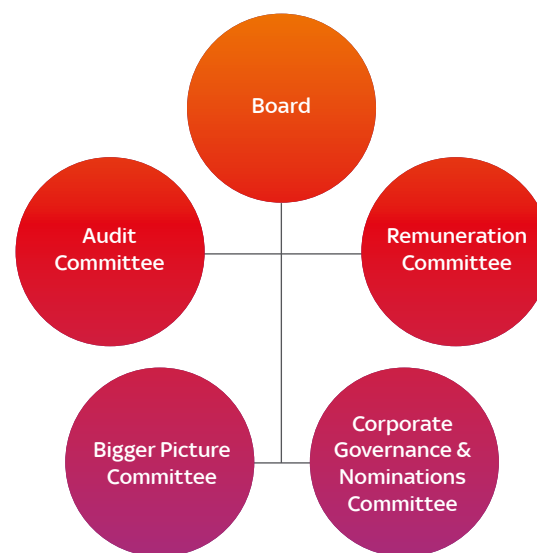 Board
Audit
Committee
Remuneration
Committee
Bigger Picture
Committee
Corporate
Governance &
Nominations
Committee